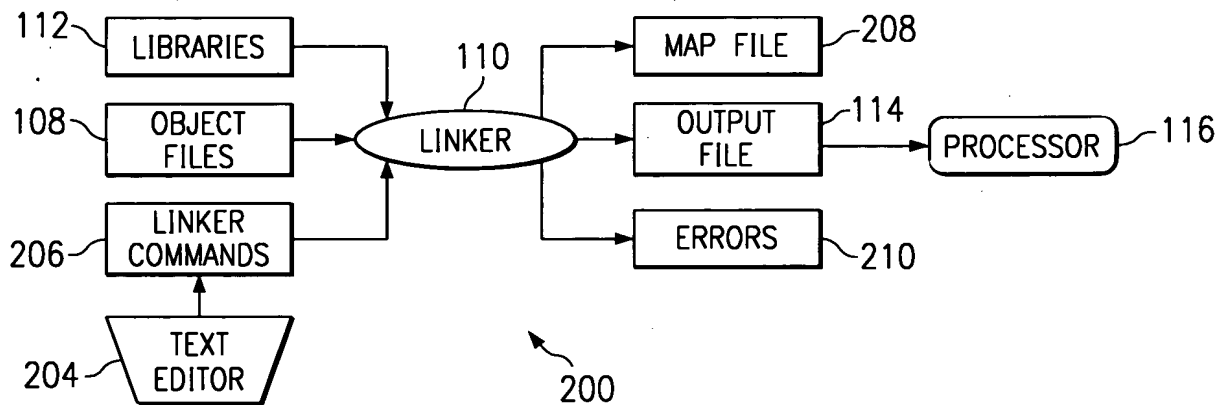 112
LIBRARIES
108
OBJECT
FILES
206
LINKER
COMMANDS
204
TEXT
EDITOR
110
LINKER
MAP FILE
208
OUTPUT
FILE
114
PROCESSOR
116
ERRORS
210
200